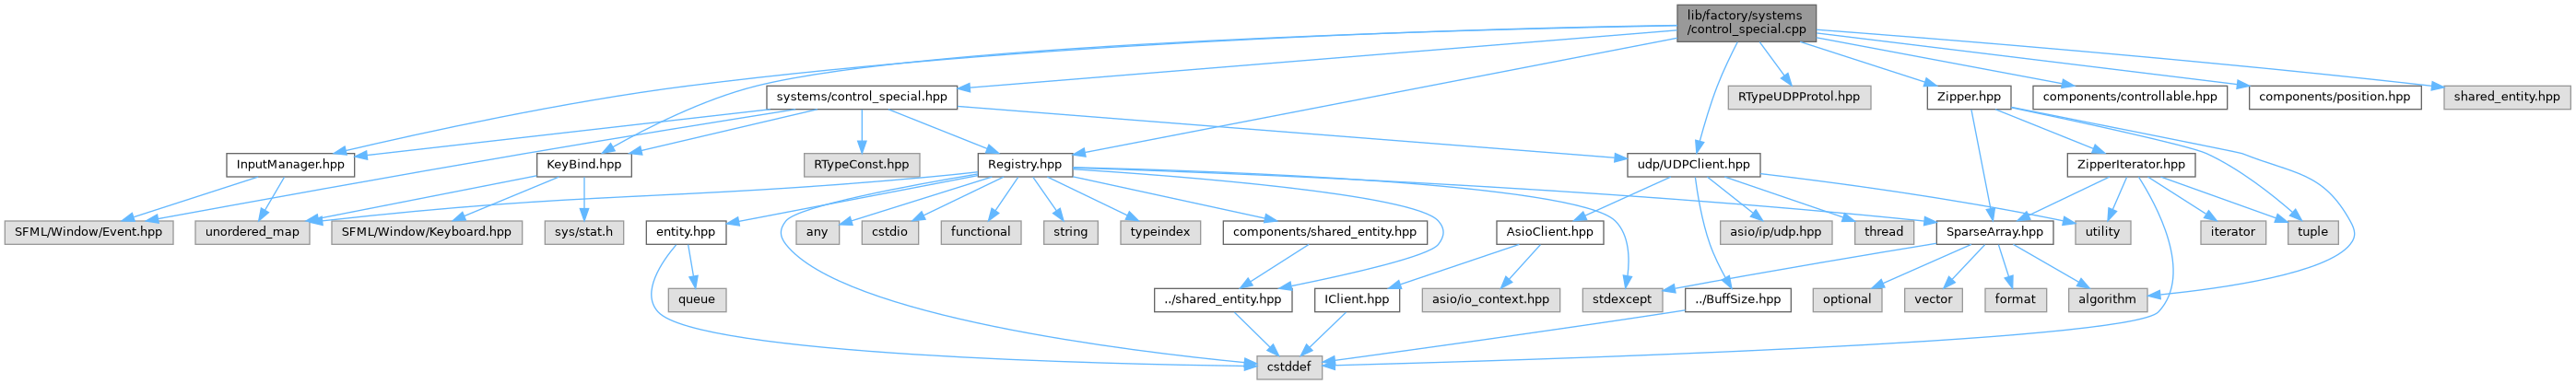 lib/factory/systems
/control_special.cpp
systems/control_special.hpp
RTypeUDPProtol.hpp
Zipper.hpp
components/controllable.hpp
components/position.hpp
shared_entity.hpp
InputManager.hpp
KeyBind.hpp
RTypeConst.hpp
Registry.hpp
udp/UDPClient.hpp
ZipperIterator.hpp
SFML/Window/Event.hpp
unordered_map
SFML/Window/Keyboard.hpp
sys/stat.h
entity.hpp
any
cstdio
functional
string
typeindex
components/shared_entity.hpp
AsioClient.hpp
asio/ip/udp.hpp
thread
SparseArray.hpp
utility
iterator
tuple
queue
../shared_entity.hpp
IClient.hpp
asio/io_context.hpp
stdexcept
../BuffSize.hpp
optional
vector
format
algorithm
cstddef